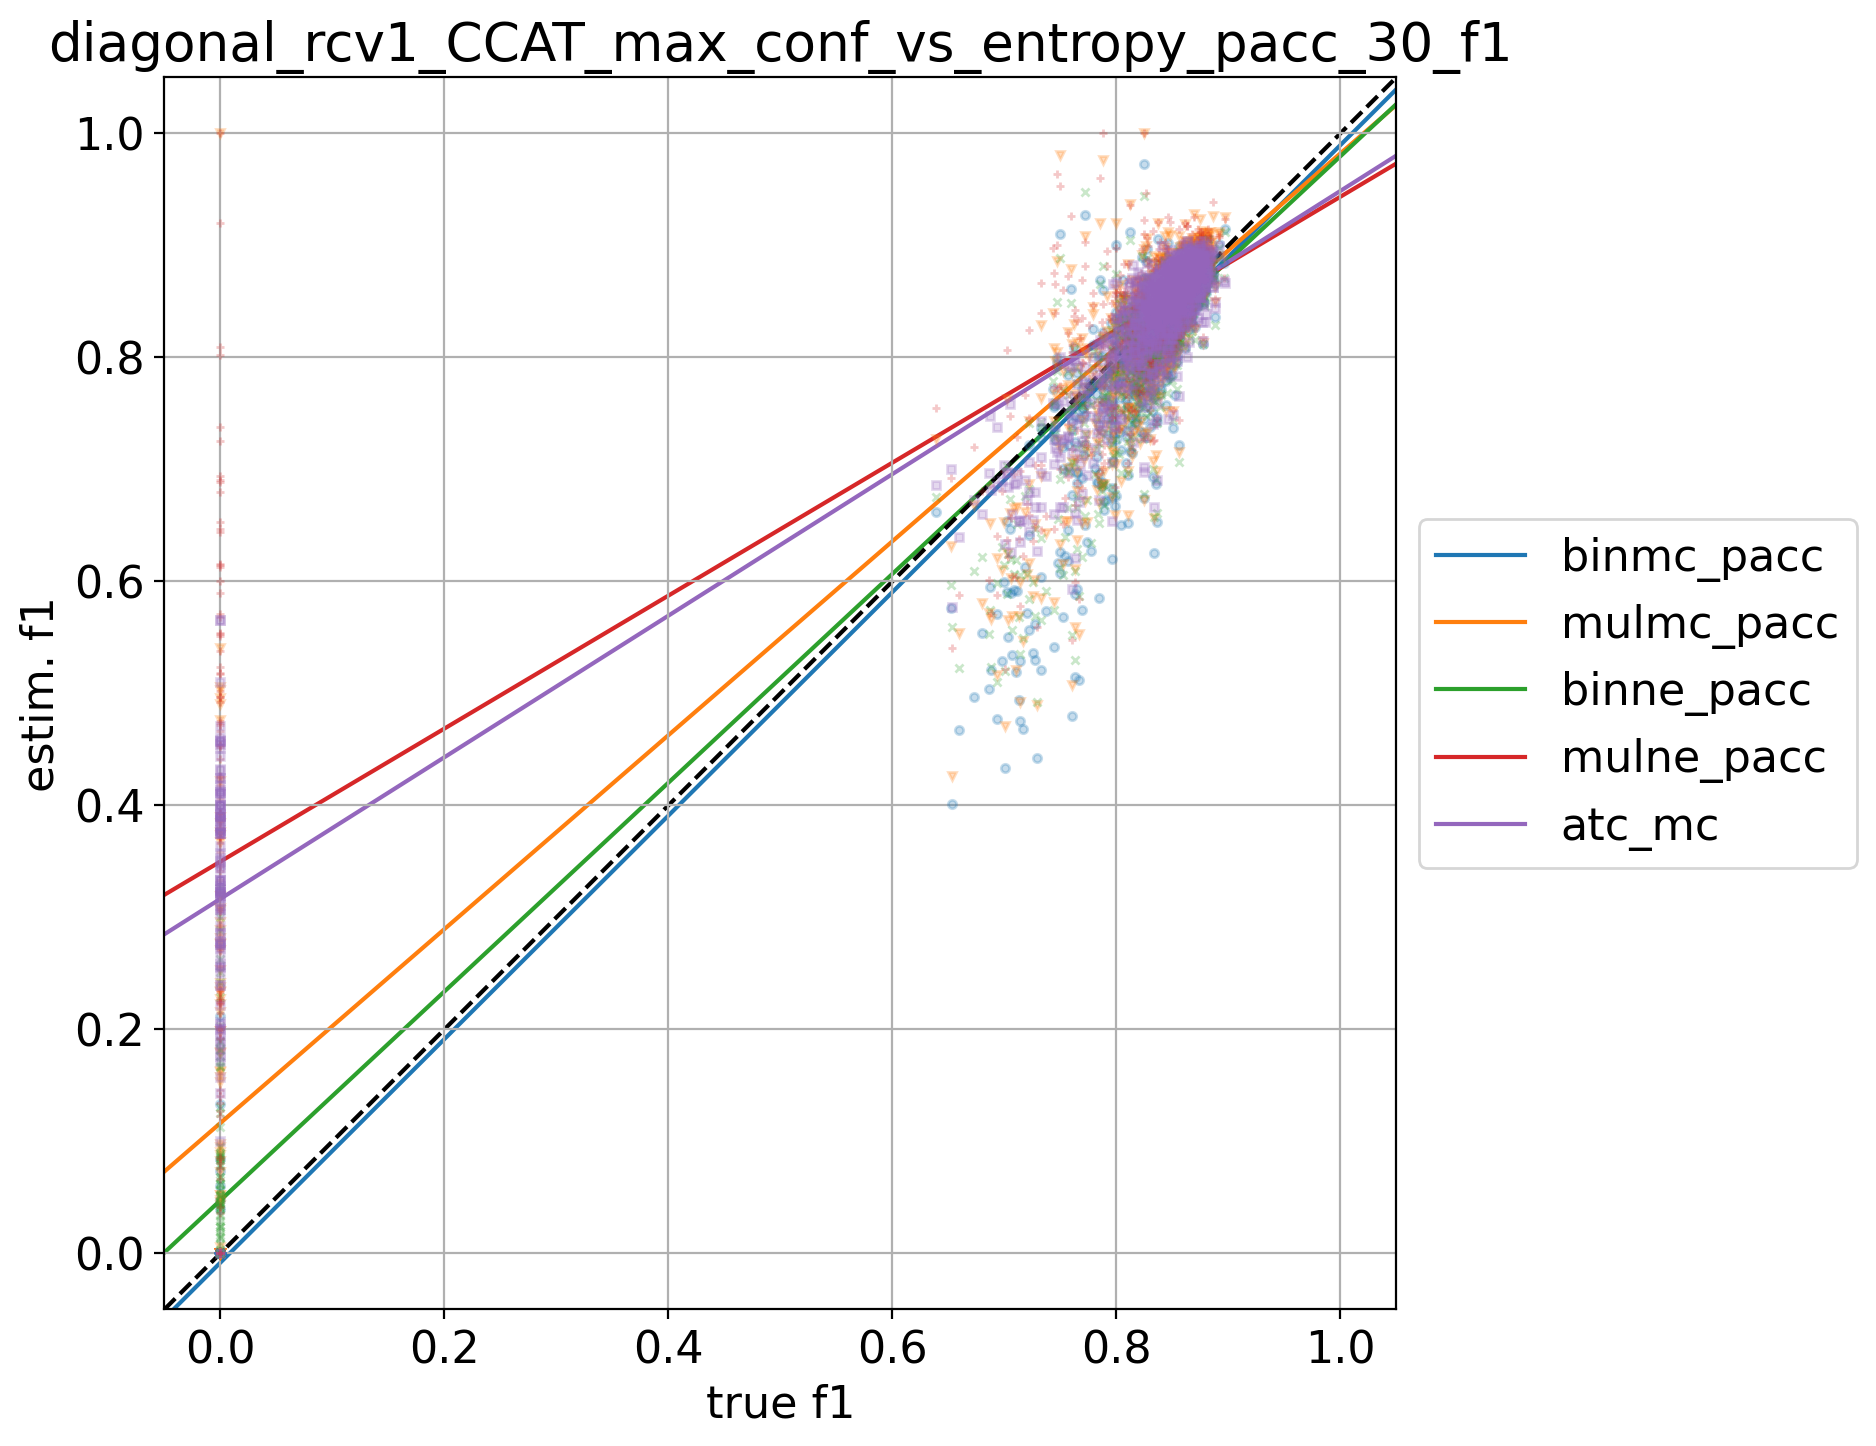 diagonal_rcv1_CCAT_max_conf_vs_entropy_pacc_30_f1
1.0
0.8
0.6
0.4
0.2
0.0
estim. f1
0.0 0.2 0.4 0.6 0.8 1.0
true f1
binmc_pacc
mulmc_pacc
binne_pacc
mulne_pacc
atc_mc